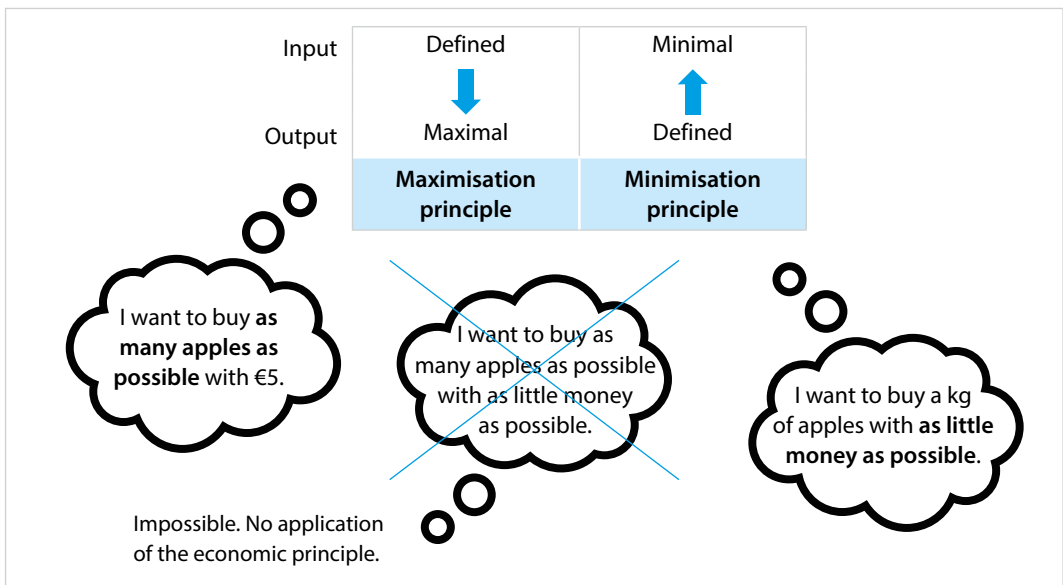 Input Defined Minimal
Output Maximal Defined
Maximisation Minimisation
principle principle
I want to buy as
many apples as
possible with €5.
I want to buy as
many apples as possible
with as little money
as possible.
I want to buy a kg
of apples with as little
money as possible.
Impossible. No application
of the economic principle.